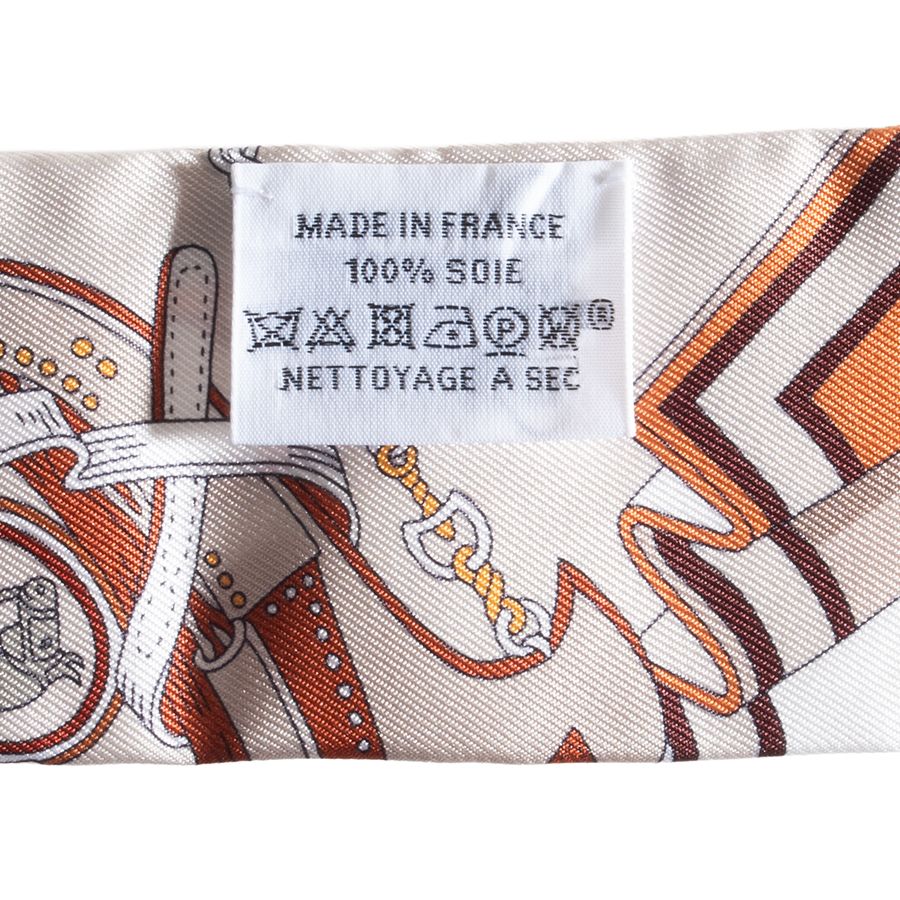 MADE IN FRANCE
100% SOIE
P ®
NETTOYAGE A SEC